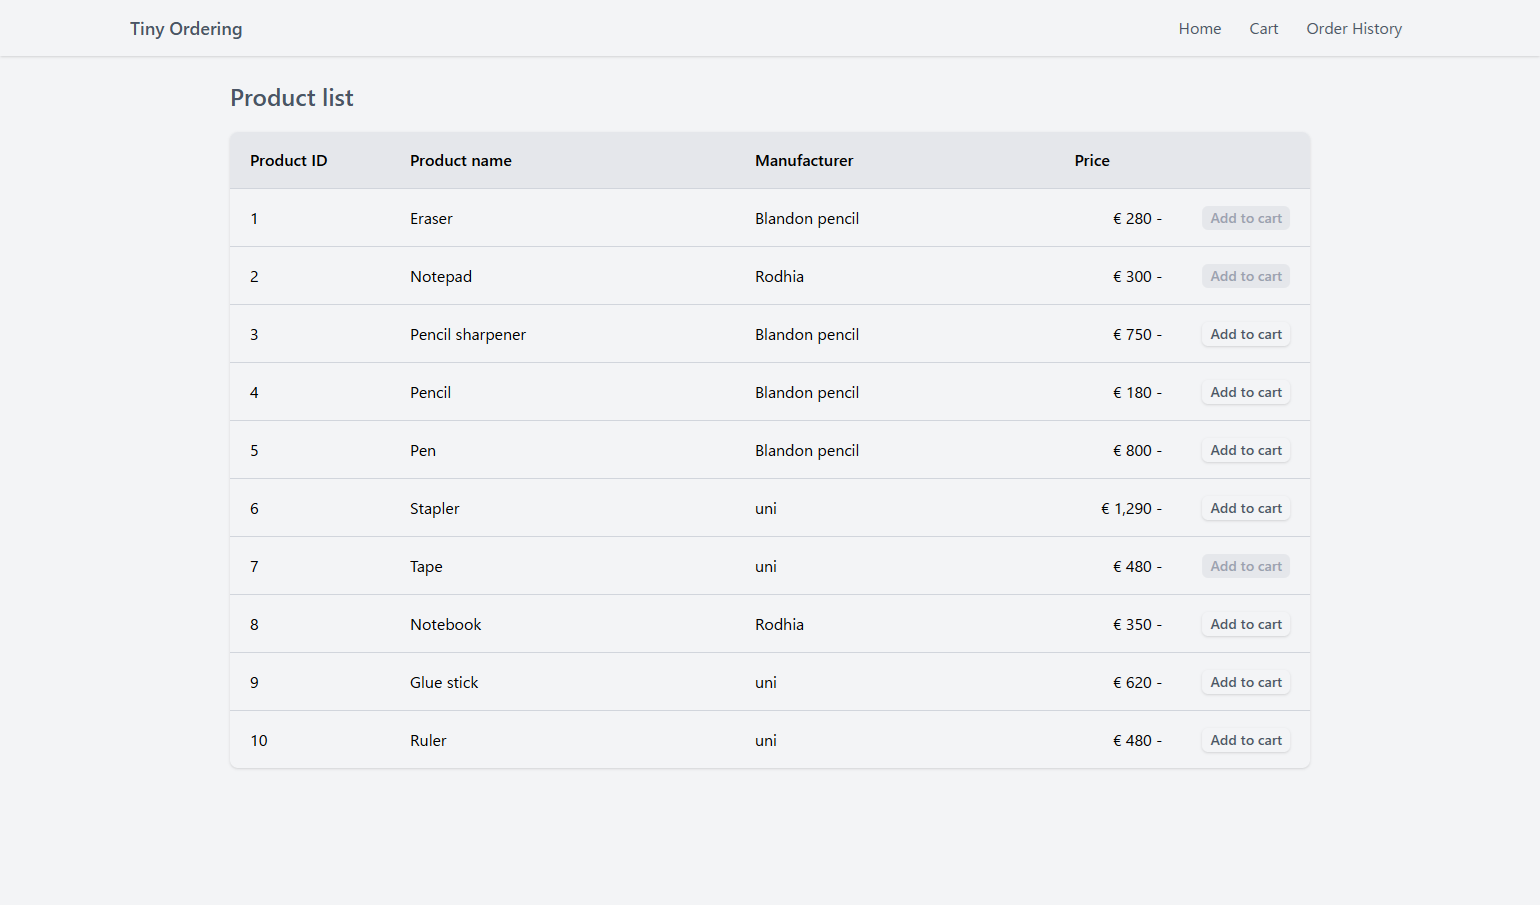 Tiny Ordering Home Cart Order History
Product list
Product ID Product name Manufacturer Price
1 Eraser Blandon pencil € 280 - Add to cart
2 Notepad Rodhia € 300 - Add to cart
3 Pencil sharpener Blandon pencil € 750 - Add to cart
4 Pencil Blandon pencil € 180 - Add to cart
5 Pen Blandon pencil € 800 - Add to cart
6 Stapler uni € 1,290 - Add to cart
7 Tape uni € 480 - Add to cart
8 Notebook Rodhia € 350 - Add to cart
9 Glue stick uni € 620 - Add to cart
10 Ruler uni € 480 - Add to cart